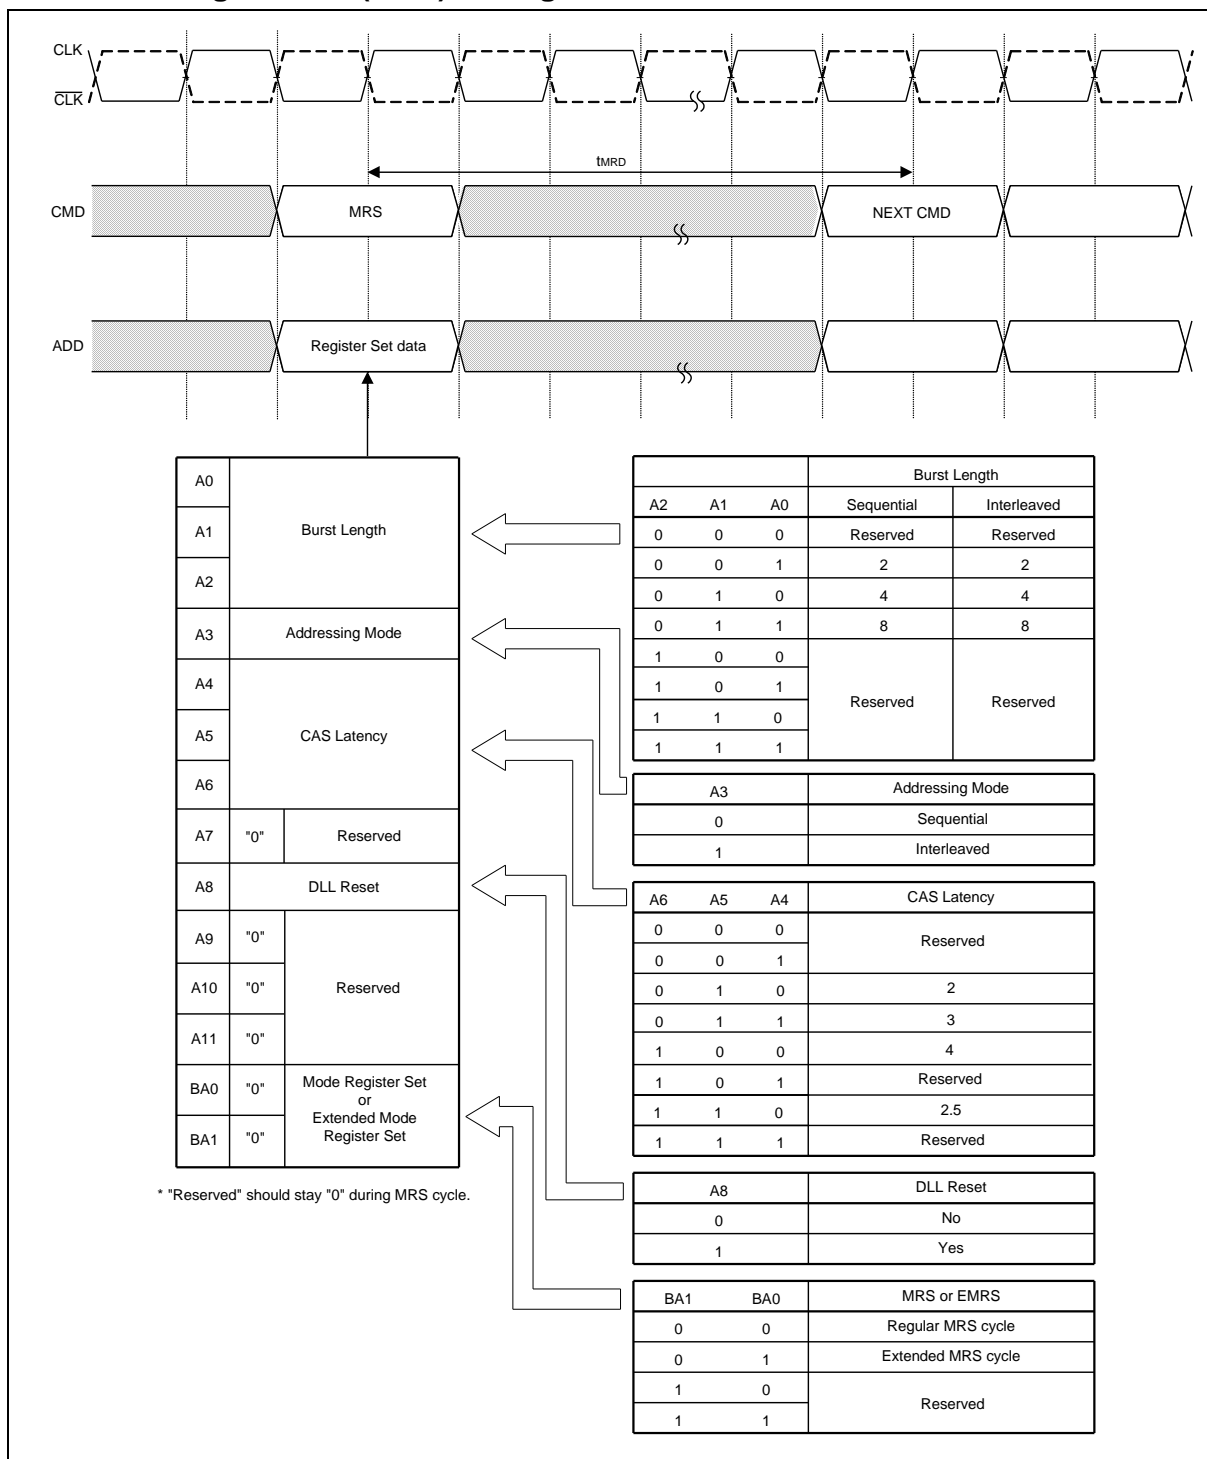 CLK
CLK
tMRD
CMD
MRS
NEXT CMD
ADD
Register Set data
A0
A1
Burst Length
A2
A3
Addressing Mode
A4
A5
CAS Latency
A6
A7 "0" Reserved
A8
DLL Reset
A9 "0"
A10 "0" Reserved
A11 "0"
BA0 "0"
BA1 "0"
Mode Register Set
or
Extended Mode
Register Set
* "Reserved" should stay "0" during MRS cycle.
Burst Length
A2 A1 A0 Sequential Interleaved
0 0 0 Reserved Reserved
0 0 1 2 2
0 1 0 4 4
0 1 1 8 8
1 0 0
1 0 1
Reserved Reserved
1 1 0
1 1 1
A3 Addressing Mode
0 Sequential
1 Interleaved
A6 A5 A4 CAS Latency
0 0 0
Reserved
0 0 1
0 1 0 2
0 1 1 3
1 0 0 4
1 0 1 Reserved
1 1 0 2.5
1 1 1 Reserved
A8 DLL Reset
0 No
1 Yes
BA1 BA0 MRS or EMRS
0 0 Regular MRS cycle
0 1 Extended MRS cycle
1 0
Reserved
1 1